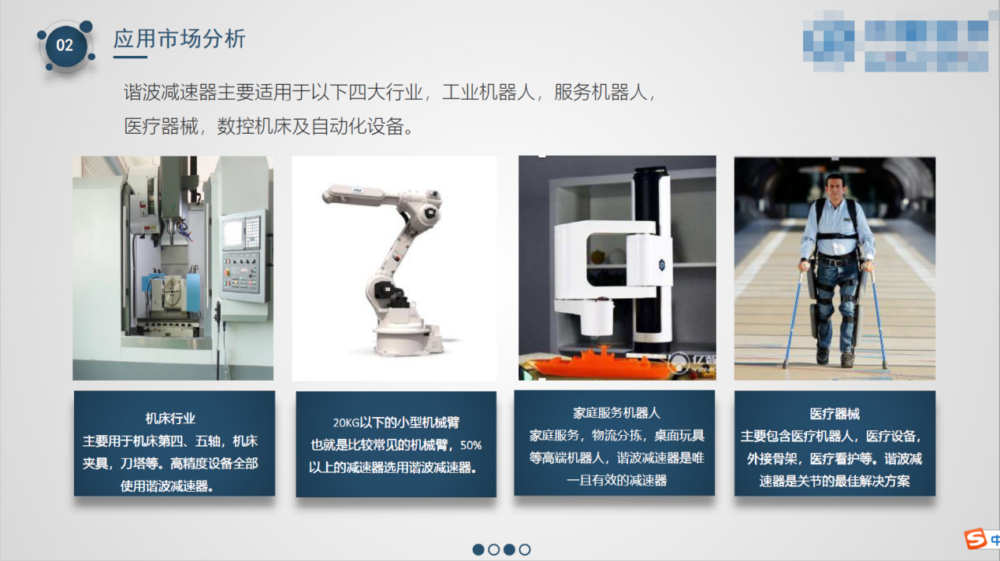 02
应用市场分析
谐波减速器主要适用于以下四大行业，工业机器人，服务机器人，
医疗器械，数控机床及自动化设备。
机床行业
主要用于机床第四、五轴，机床
夹具，刀塔等。高精度设备全部
使用谐波减速器。
20KG以下的小型机械臂
也就是比较常见的机械臂，50%
以上的减速器选用谐波减速器。
家庭服务机器人
家庭服务，物流分拣，桌面玩具
等高端机器人，谐波减速器是唯
一且有效的减速器
医疗器械
主要包含医疗机器人，医疗设备，
外接骨架，医疗看护等。谐波减
速器是关节的最佳解决方案
S 中